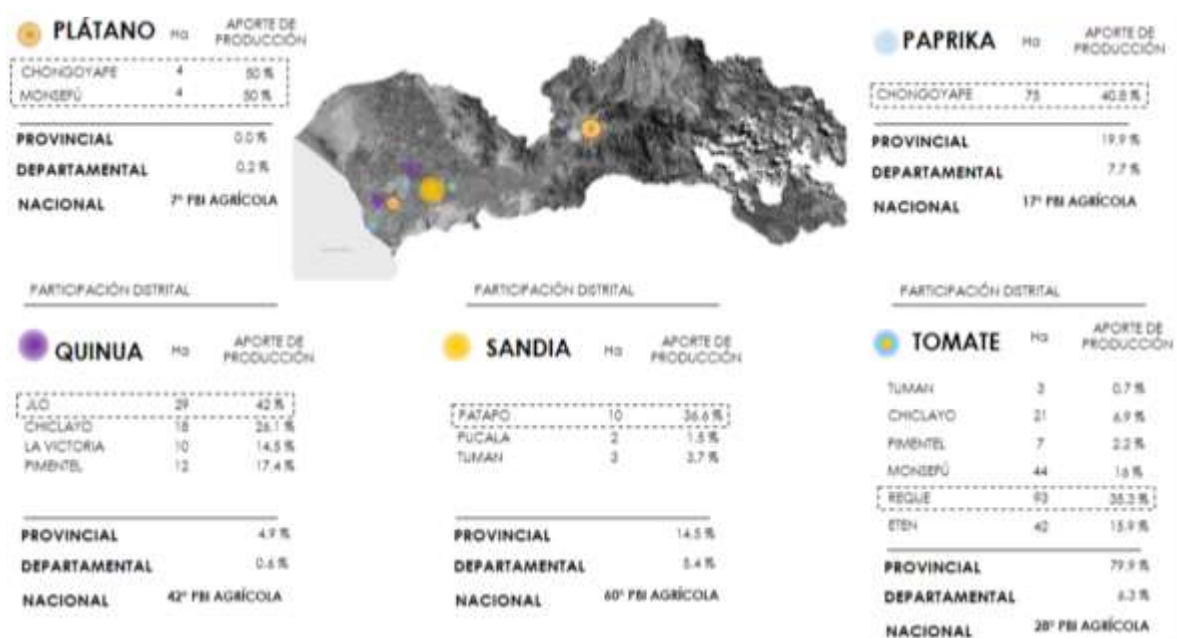 PLÁTANO Ha APORTE DE PRODUCCIÓN
CHONGOYAPE 4 50 %
MONSEFÚ 4 50 %
PROVINCIAL 0.0 %
DEPARTAMENTAL 0.2 %
NACIONAL 7° PBI AGRÍCOLA
PAPRIKA Ha APORTE DE PRODUCCIÓN
CHONGOYAPE 75 40.8 %
PROVINCIAL 19.9 %
DEPARTAMENTAL 7.7 %
NACIONAL 17° PBI AGRÍCOLA
PARTICIPACIÓN DISTRITAL
QUINUA Ha APORTE DE PRODUCCIÓN
JLO 29 42 %
CHICLAYO 18 26.1 %
LA VICTORIA 10 14.5 %
PIMENTEL 12 17.4 %
PROVINCIAL 4.9 %
DEPARTAMENTAL 0.6 %
NACIONAL 42° PBI AGRÍCOLA
PARTICIPACIÓN DISTRITAL
SANDIA Ha APORTE DE PRODUCCIÓN
PATAPO 10 36.6 %
PUCALA 2 1.5 %
TUMAN 3 3.7 %
PROVINCIAL 14.5 %
DEPARTAMENTAL 5.4 %
NACIONAL 60° PBI AGRÍCOLA
PARTICIPACIÓN DISTRITAL
TOMATE Ha APORTE DE PRODUCCIÓN
TUMAN 3 0.7 %
CHICLAYO 21 6.9 %
PIMENTEL 7 2.2 %
MONSEFÚ 44 16 %
REQUE 93 35.3 %
ETEN 42 15.9 %
PROVINCIAL 79.9 %
DEPARTAMENTAL 6.3 %
NACIONAL 28° PBI AGRÍCOLA